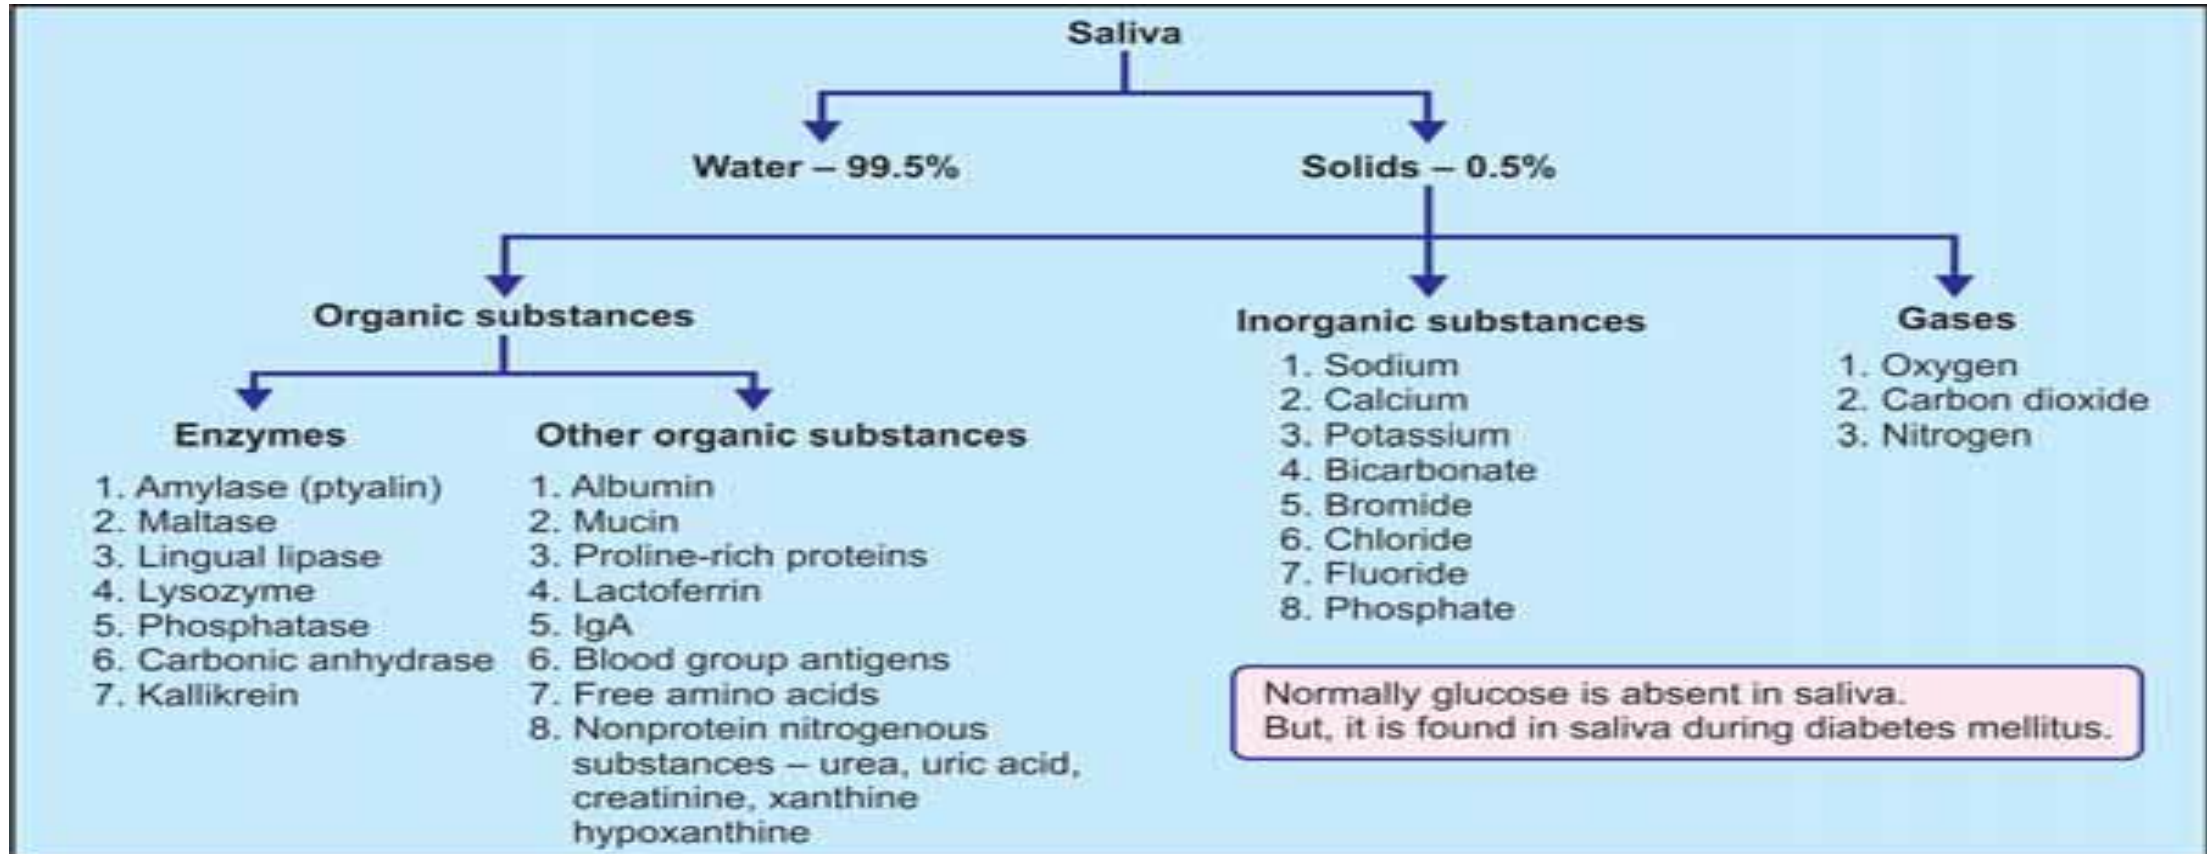 Saliva
Water – 99.5%
Solids – 0.5%
Organic substances
Enzymes
1. Amylase (ptyalin)
2. Maltase
3. Lingual lipase
4. Lysozyme
5. Phosphatase
6. Carbonic anhydrase
7. Kallikrein
Other organic substances
1. Albumin
2. Mucin
3. Proline-rich proteins
4. Lactoferrin
5. IgA
6. Blood group antigens
7. Free amino acids
8. Nonprotein nitrogenous
substances – urea, uric acid,
creatinine, xanthine
hypoxanthine
Inorganic substances
1. Sodium
2. Calcium
3. Potassium
4. Bicarbonate
5. Bromide
6. Chloride
7. Fluoride
8. Phosphate
Gases
1. Oxygen
2. Carbon dioxide
3. Nitrogen
Normally glucose is absent in saliva.
But, it is found in saliva during diabetes mellitus.